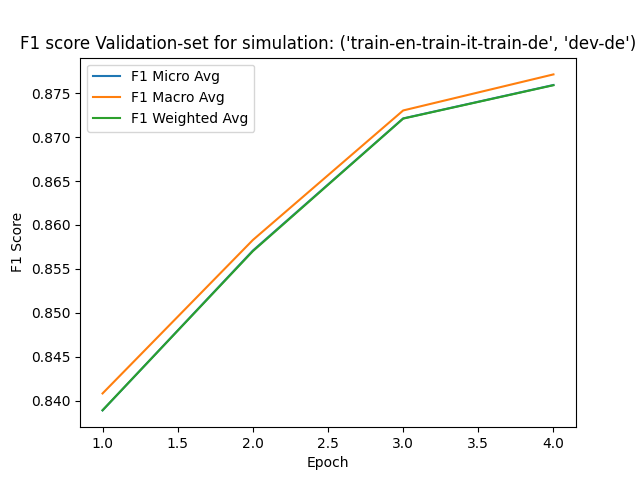 F1 score Validation-set for simulation: ('train-en-train-it-train-de', 'dev-de')
F1 Micro Avg
F1 Macro Avg
F1 Weighted Avg
0.875
0.870
0.865
0.860
0.855
0.850
0.845
0.840
F1 Score
1.0 1.5 2.0 2.5 3.0 3.5 4.0
Epoch